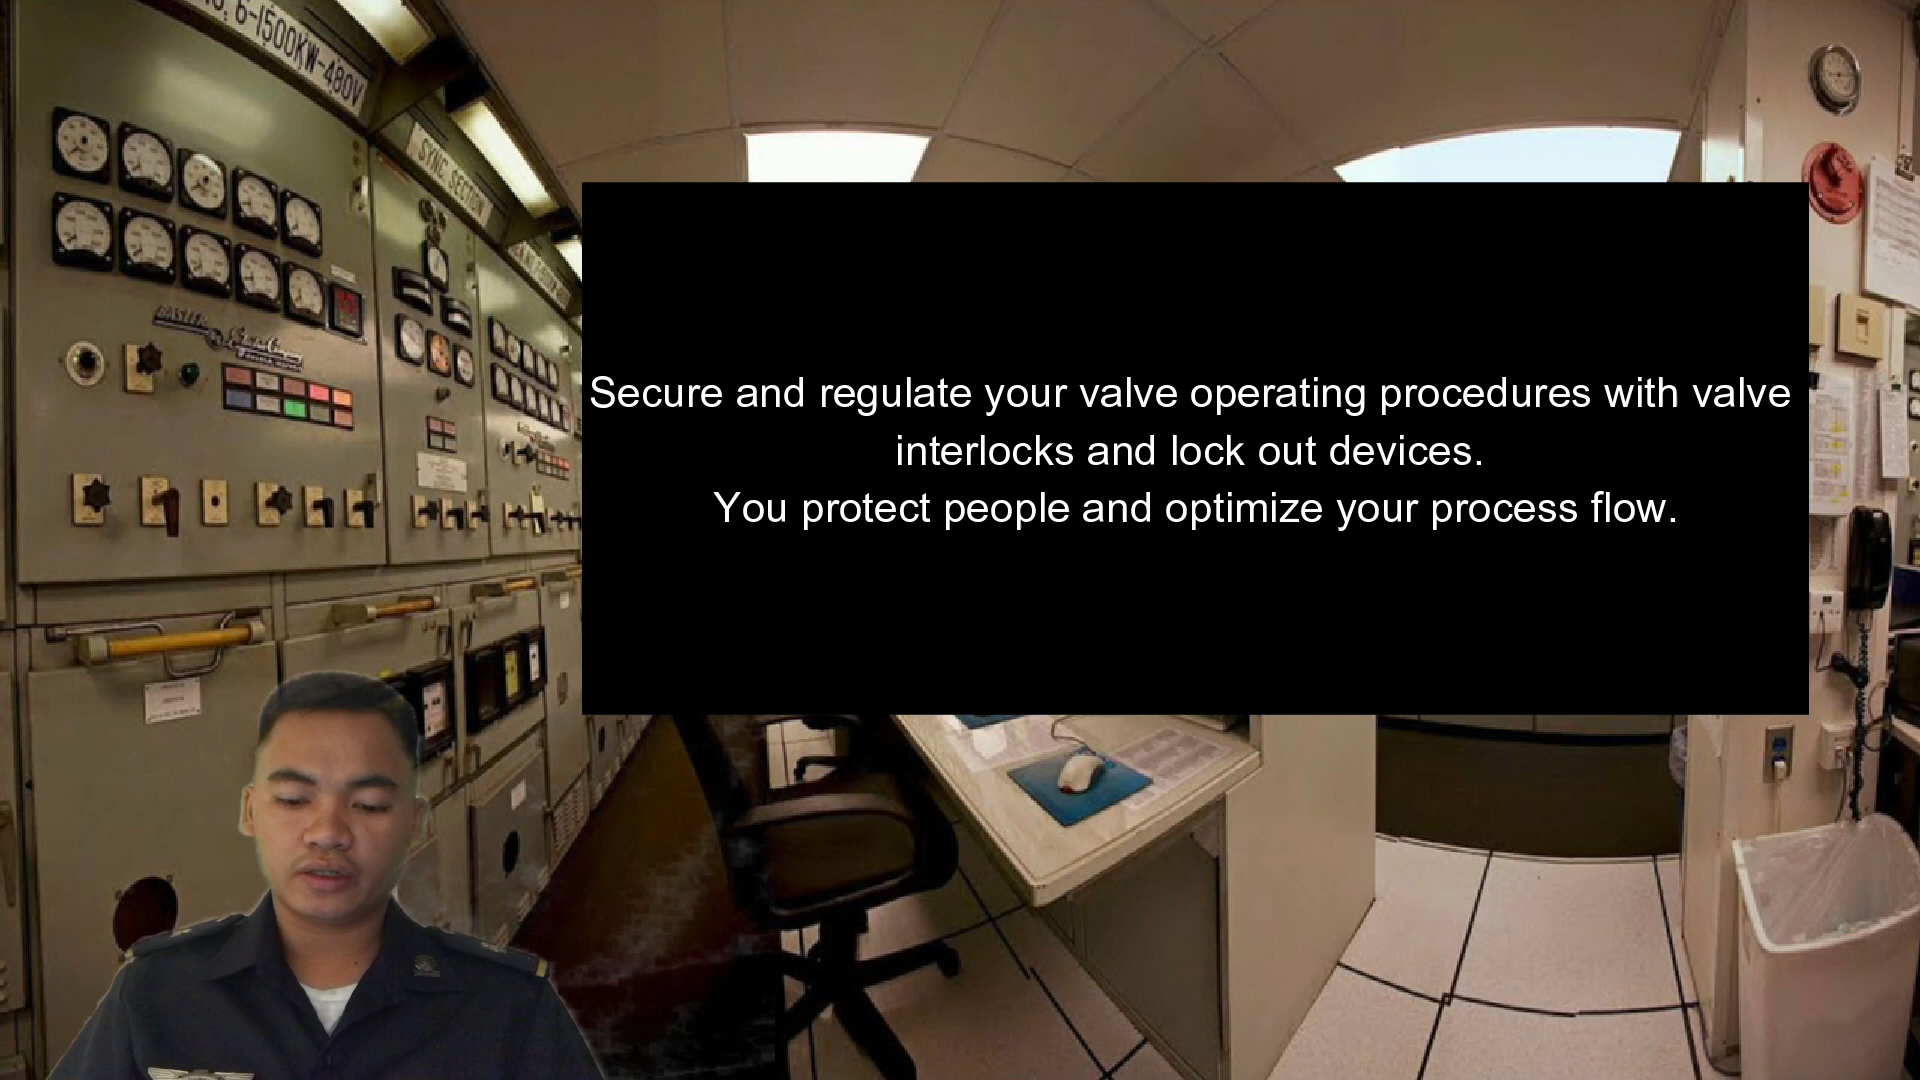 6-1500KW-480V
SYNC. SECTION
Secure and regulate your valve operating procedures with valve
interlocks and lock out devices.
You protect people and optimize your process flow.